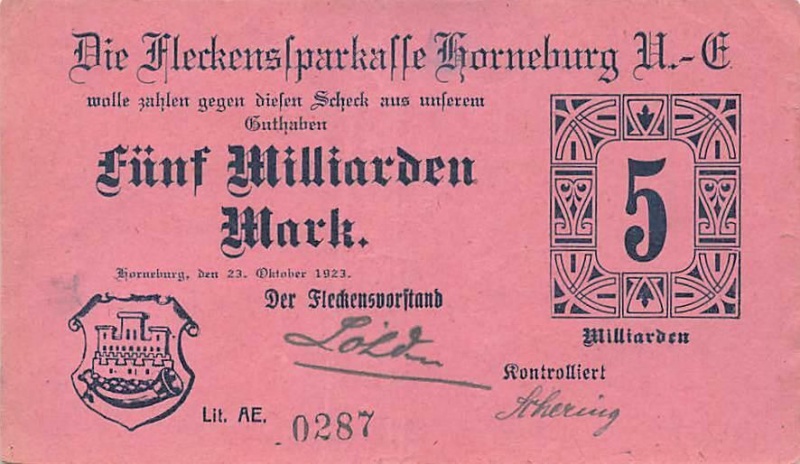 Die Fleckenssparkasse Horneburg U.-E
wolle zahlen gegen diesen Scheck aus unserem
Guthaben
Fünf Milliarden
Mark.
Horneburg, den 23. Oktober 1923.
Der Fleckensvorstand
5
Milliarden
Kontrolliert
Schering
Lit. AE.
0287